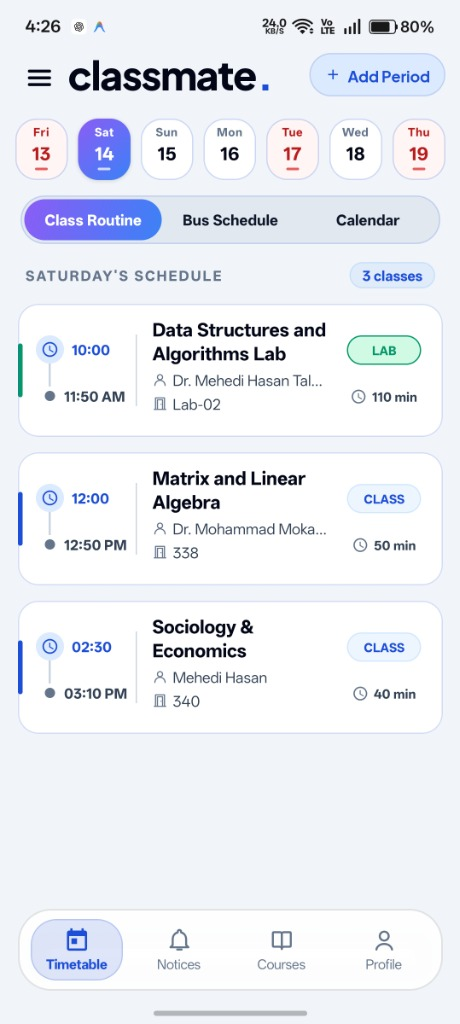 4:26
24.0 KB/S
Vo LTE
80%
classmate.
+ Add Period
Fri 13
Sat 14
Sun 15
Mon 16
Tue 17
Wed 18
Thu 19
Class Routine
Bus Schedule
Calendar
SATURDAY'S SCHEDULE
3 classes
10:00
11:50 AM
Data Structures and
Algorithms Lab
Dr. Mehedi Hasan Tal...
Lab-02
LAB
110 min
12:00
12:50 PM
Matrix and Linear
Algebra
Dr. Mohammad Moka...
338
CLASS
50 min
02:30
03:10 PM
Sociology &
Economics
Mehedi Hasan
340
CLASS
40 min
Timetable
Notices
Courses
Profile